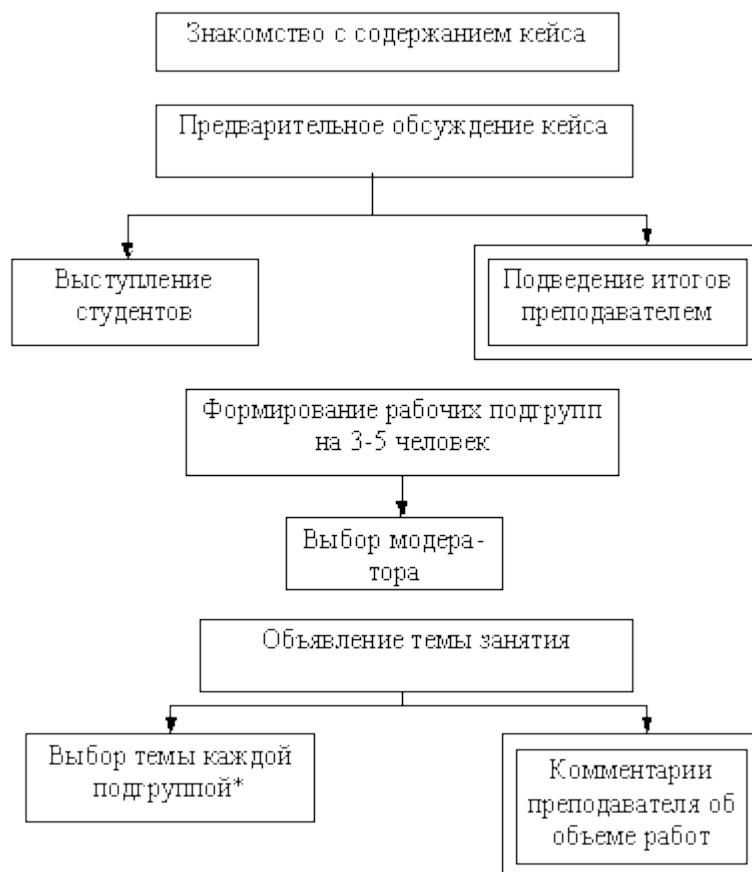 Знакомство с содержанием кейса
Предварительное обсуждение кейса
Выступление
студентов
Подведение итогов
преподавателем
Формирование рабочих подгрупп
на 3-5 человек
Выбор модера-
тора
Объявление темы занятия
Выбор темы каждой
подгруппой*
Комментарии
преподавателя об
объеме работ